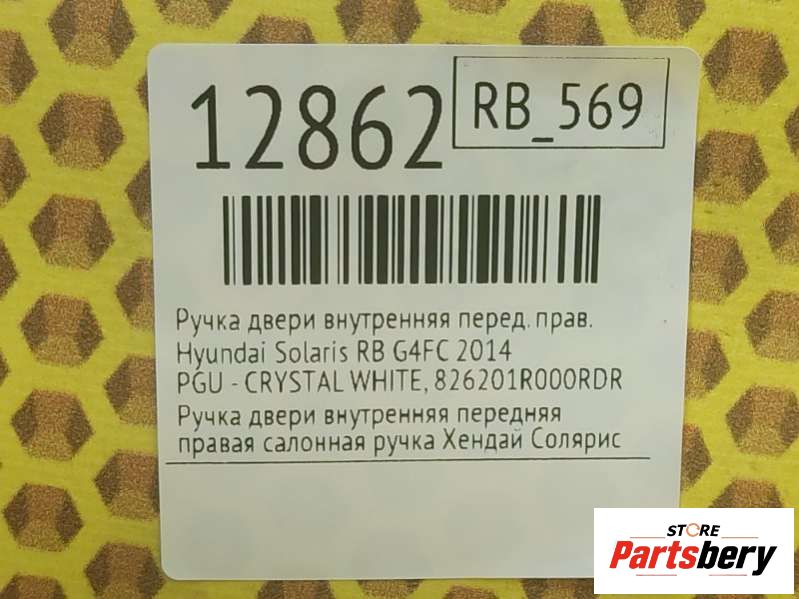 12862
RB_569
Ручка двери внутренняя перед. прав.
Hyundai Solaris RB G4FC 2014
PGU - CRYSTAL WHITE, 826201R000RDR
Ручка двери внутренняя передняя
правая салонная ручка Хендай Солярис
STORE
Partsbery